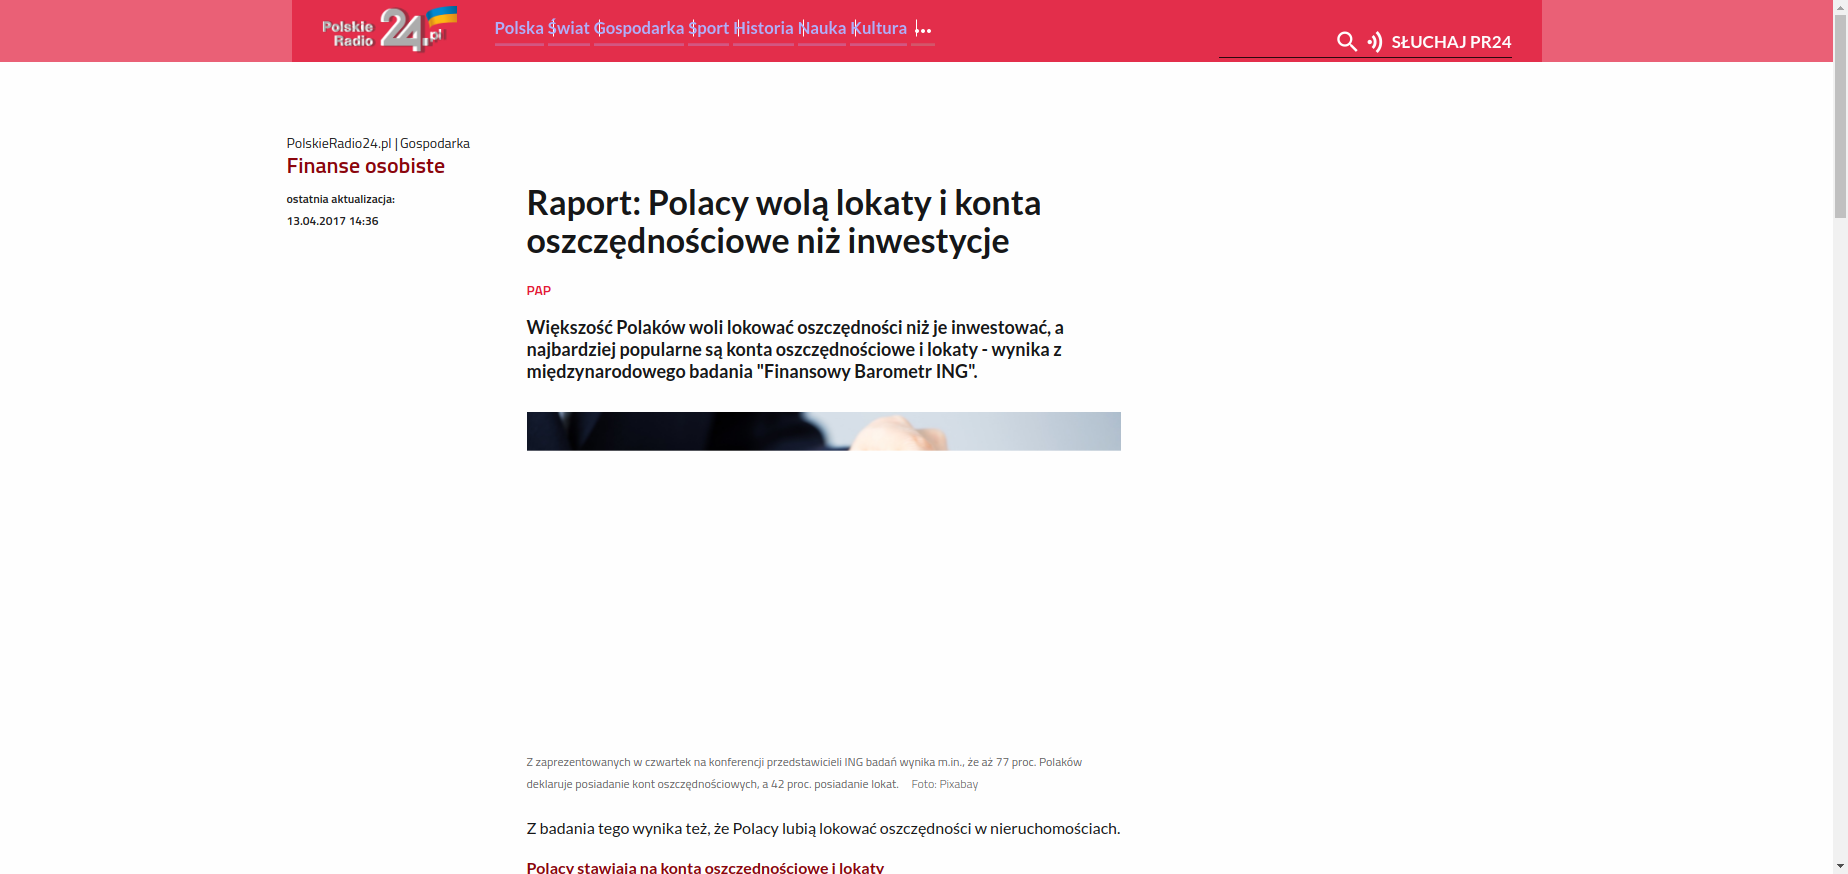 Polskie Radio 24.pl
Polska Świat Gospodarka Sport Historia Nauka Kultura ...
SŁUCHAJ PR24
PolskieRadio24.pl | Gospodarka
Finanse osobiste
ostatnia aktualizacja:
13.04.2017 14:36
Raport: Polacy wolą lokaty i konta
oszczędnościowe niż inwestycje
PAP
Większość Polaków woli lokować oszczędności niż je inwestować, a
najbardziej popularne są konta oszczędnościowe i lokaty - wynika z
międzynarodowego badania "Finansowy Barometr ING".
Z zaprezentowanych w czwartek na konferencji przedstawicieli ING badań wynika m.in., że aż 77 proc. Polaków
deklaruje posiadanie kont oszczędnościowych, a 42 proc. posiadanie lokat. Foto: Pixabay
Z badania tego wynika też, że Polacy lubią lokować oszczędności w nieruchomościach.
Polacy stawiają na konta oszczędnościowe i lokaty